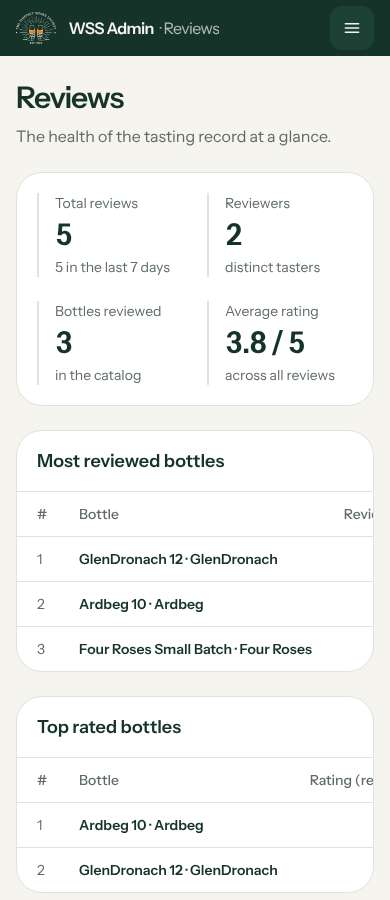 WSS Admin · Reviews
Reviews
The health of the tasting record at a glance.
Total reviews
5
5 in the last 7 days
Reviewers
2
distinct tasters
Bottles reviewed
3
in the catalog
Average rating
3.8 / 5
across all reviews
Most reviewed bottles
# Bottle
1 GlenDronach 12 · GlenDronach
2 Ardbeg 10 · Ardbeg
3 Four Roses Small Batch · Four Roses
Top rated bottles
# Bottle Rating (re
1 Ardbeg 10 · Ardbeg
2 GlenDronach 12 · GlenDronach